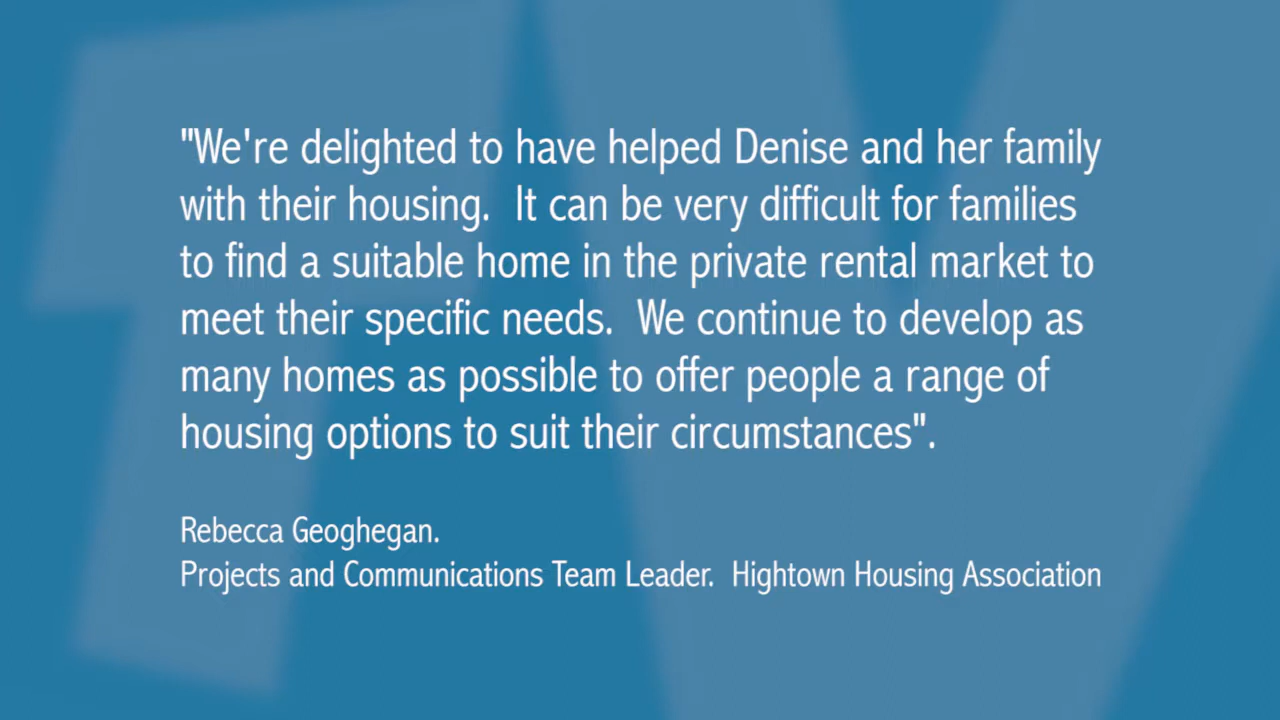 "We're delighted to have helped Denise and her family
with their housing.  It can be very difficult for families
to find a suitable home in the private rental market to
meet their specific needs.  We continue to develop as
many homes as possible to offer people a range of
housing options to suit their circumstances".
Rebecca Geoghegan.
Projects and Communications Team Leader.  Hightown Housing Association